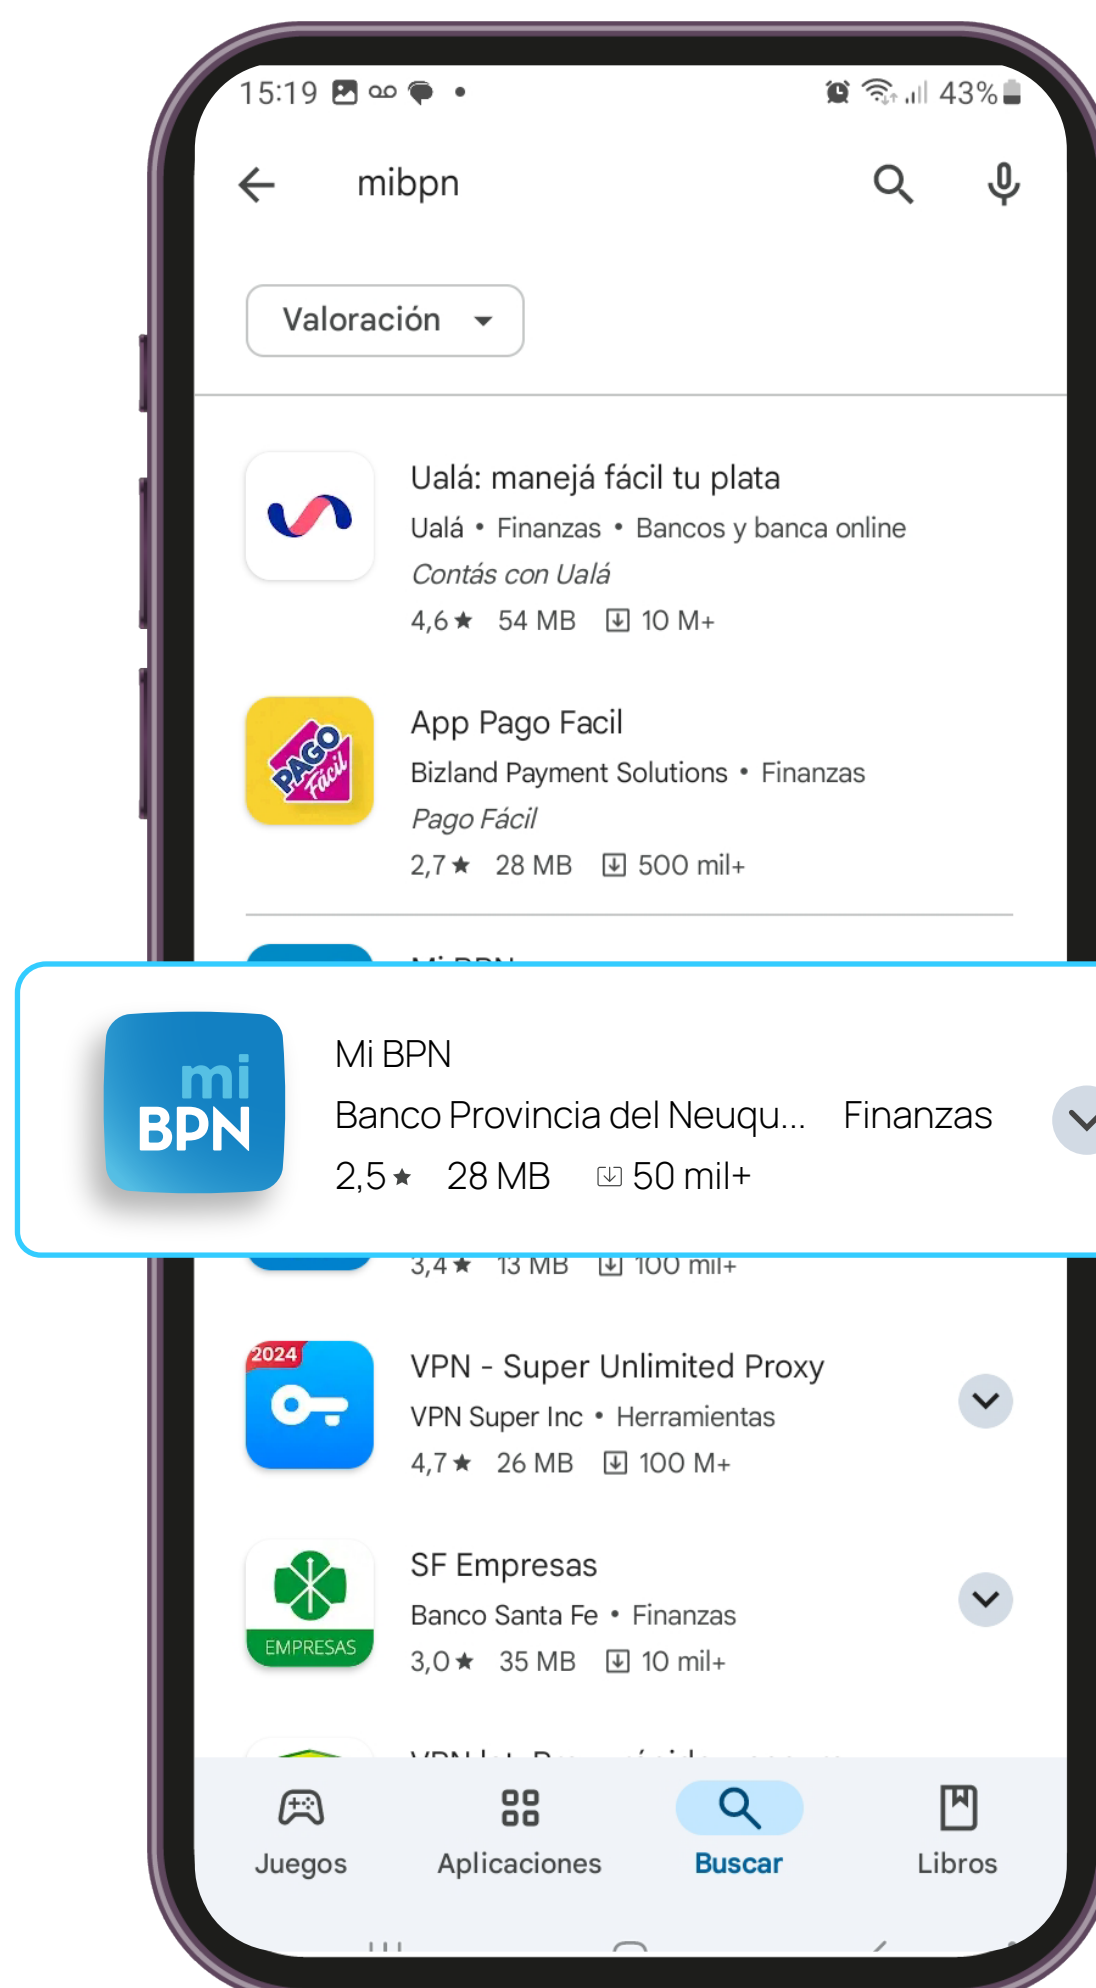 15:19
43%
mibpn
Valoración
Ualá: manejá fácil tu plata
Ualá • Finanzas • Bancos y banca online
Contás con Ualá
4,6★ 54 MB 10 M+
PAGO
Fácil
App Pago Facil
Bizland Payment Solutions • Finanzas
Pago Fácil
2,7★ 28 MB 500 mil+
Mi BPN
mi
BPN
Mi BPN
Banco Provincia del Neuqu... Finanzas
2,5★ 28 MB 50 mil+
3,4★ 13 MB 100 mil+
2024
VPN - Super Unlimited Proxy
VPN Super Inc • Herramientas
4,7★ 26 MB 100 M+
EMPRESAS
SF Empresas
Banco Santa Fe • Finanzas
3,0★ 35 MB 10 mil+
Juegos
Aplicaciones
Buscar
Libros